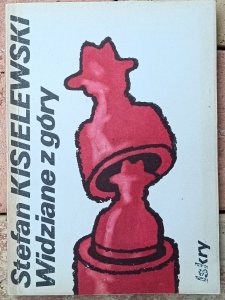 Stefan KISIELEWSKI
Widziane z góry
iskry